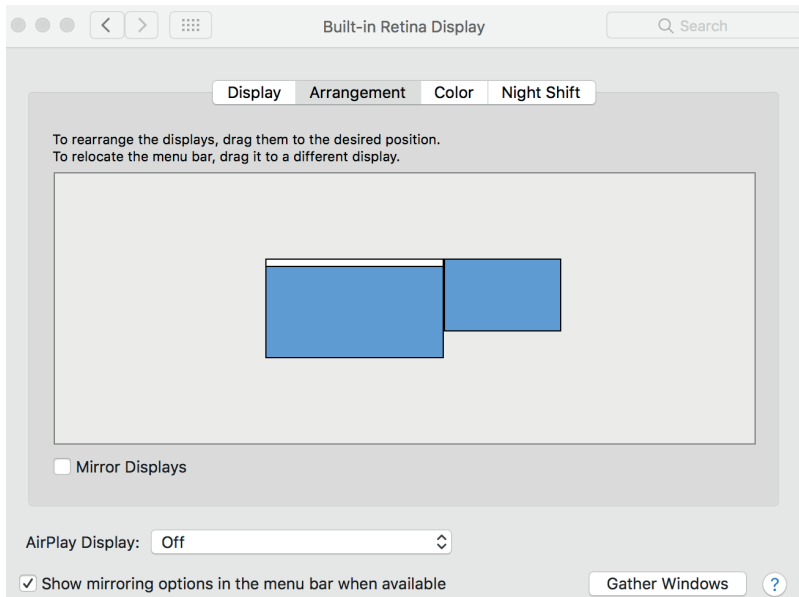 Built-in Retina Display
Search
Display Arrangement Color Night Shift
To rearrange the displays, drag them to the desired position.
To relocate the menu bar, drag it to a different display.
Mirror Displays
AirPlay Display: Off
Show mirroring options in the menu bar when available
Gather Windows ?